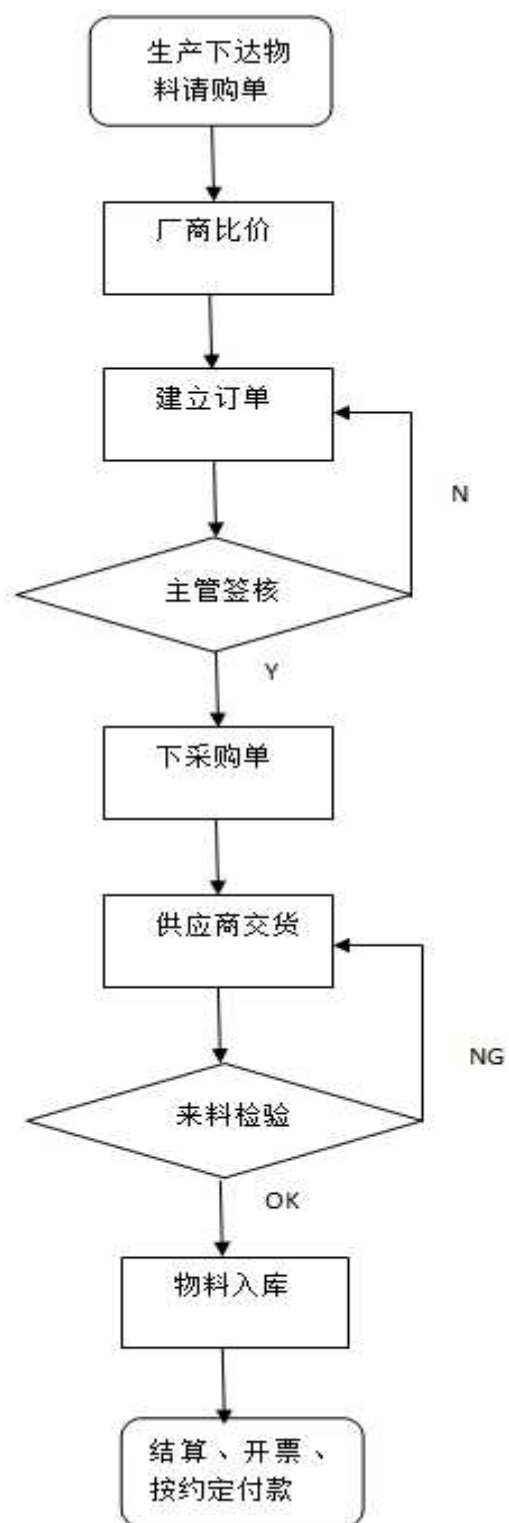 生产下达物
料请购单
厂商比价
建立订单
N
主管签核
Y
下采购单
供应商交货
NG
来料检验
OK
物料入库
结算、开票、
按约定付款